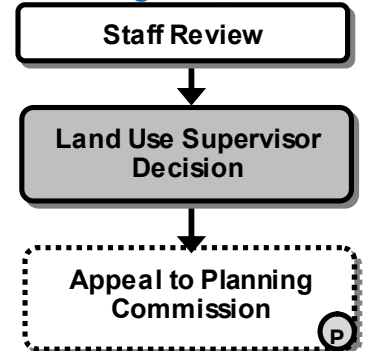 Staff Review
Land Use Supervisor
Decision
Appeal to Planning
Commission
P